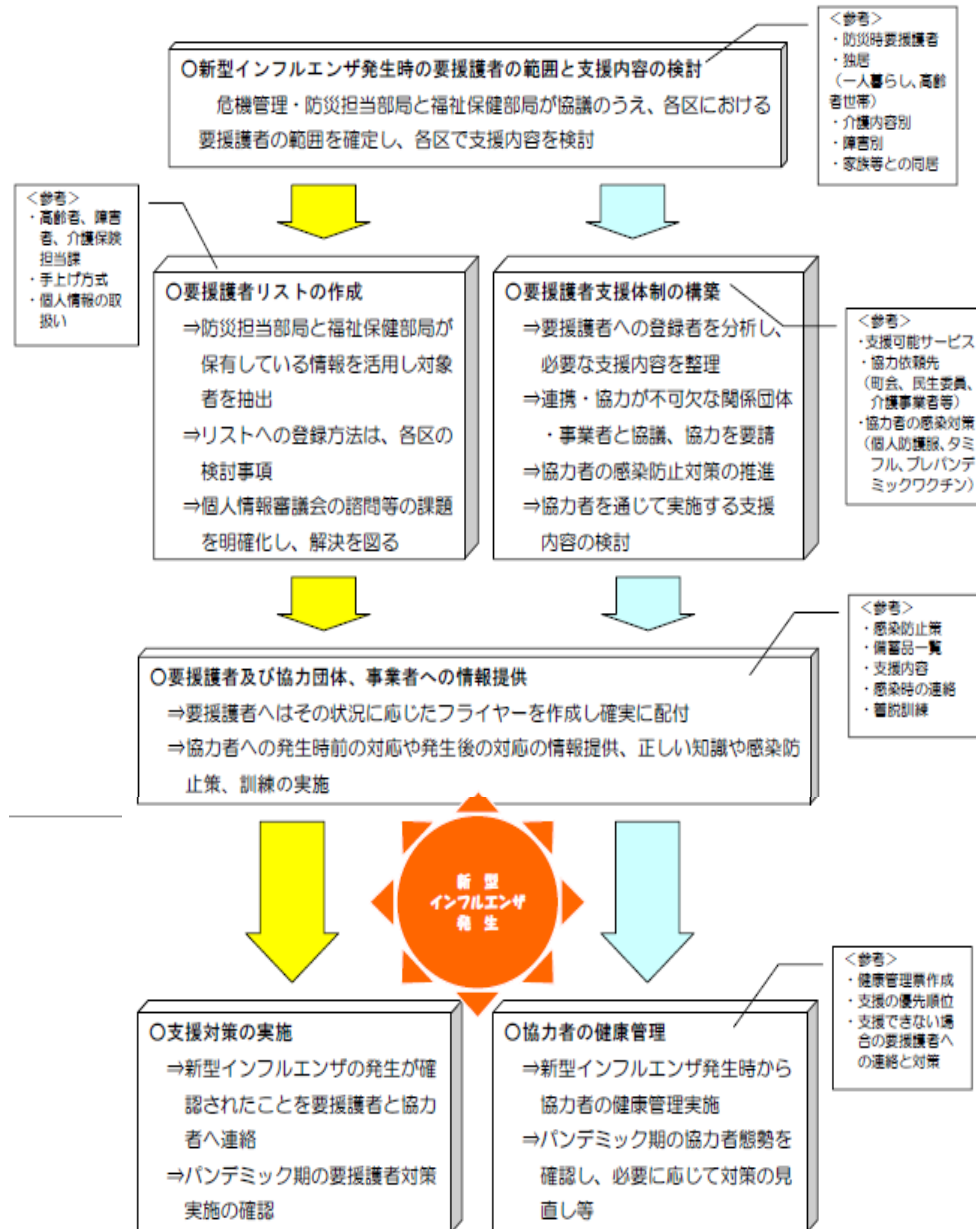 〇新型インフルエンザ発生時の要援護者の範囲と支援内容の検討
危機管理・防災担当部局と福祉保健部局が協議のうえ、各区における
要援護者の範囲を確定し、各区で支援内容を検討
＜参考＞
・防災時要援護者
・独居
（一人暮らし、高齢
者世帯）
・介護内容別
・障害別
・家族等との同居
＜参考＞
・高齢者、障害
者、介護保険
担当課
・手上げ方式
・個人情報の取
扱い
〇要援護者リストの作成
⇒防災担当部局と福祉保健部局が
保有している情報を活用し対象
者を抽出
⇒リストへの登録方法は、各区の
検討事項
⇒個人情報審議会の諮問等の課題
を明確化し、解決を図る
〇要援護者支援体制の構築
⇒要援護者への登録者を分析し、
必要な支援内容を整理
⇒連携・協力が不可欠な関係団体
・事業者と協議、協力を要請
⇒協力者の感染防止対策の推進
⇒協力者を通じて実施する支援
内容の検討
＜参考＞
・支援可能サービス
・協力依頼先
（町会、民生委員、
介護事業者等）
・協力者の感染対策
（個人防護服、タミ
フル、プレパンデ
ミックワクチン）
〇要援護者及び協力団体、事業者への情報提供
⇒要援護者へはその状況に応じたフライヤーを作成し確実に配付
⇒協力者への発生時前の対応や発生後の対応の情報提供、正しい知識や感染防
止策、訓練の実施
＜参考＞
・感染防止策
・備蓄品一覧
・支援内容
・感染時の連絡
・着脱訓練
新 型
インフルエンザ
発 生
〇支援対策の実施
⇒新型インフルエンザの発生が確
認されたことを要援護者と協力
者へ連絡
⇒パンデミック期の要援護者対策
実施の確認
〇協力者の健康管理
⇒新型インフルエンザ発生時から
協力者の健康管理実施
⇒パンデミック期の協力者態勢を
確認し、必要に応じて対策の見
直し等
＜参考＞
・健康管理票作成
・支援の優先順位
・支援できない場
合の要援護者へ
の連絡と対策